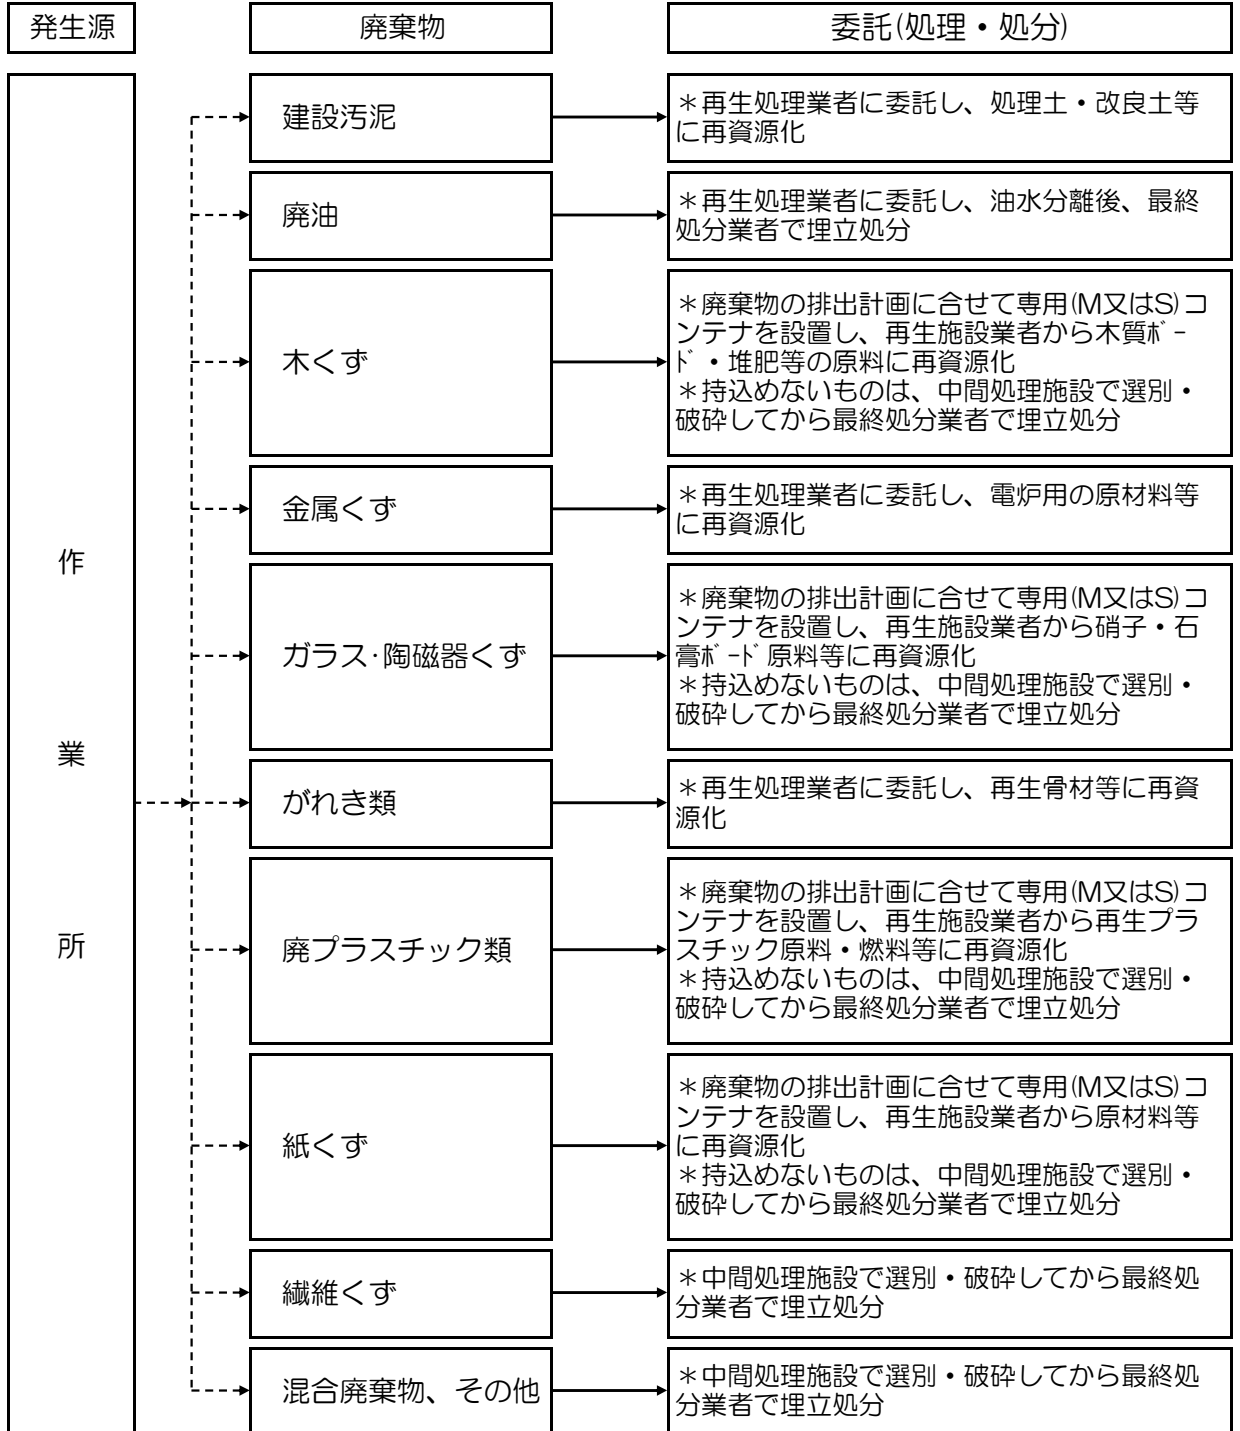 発生源
廃棄物
委託(処理・処分)
作
業
所
建設汚泥
＊再生処理業者に委託し、処理土・改良土等
に再資源化
廃油
＊再生処理業者に委託し、油水分離後、最終
処分業者で埋立処分
木くず
＊廃棄物の排出計画に合せて専用(M又はS)コ
ンテナを設置し、再生施設業者から木質ﾎﾞｰ
ﾄﾞ・堆肥等の原料に再資源化
＊持込めないものは、中間処理施設で選別・
破砕してから最終処分業者で埋立処分
金属くず
＊再生処理業者に委託し、電炉用の原材料等
に再資源化
ガラス･陶磁器くず
＊廃棄物の排出計画に合せて専用(M又はS)コ
ンテナを設置し、再生施設業者から硝子・石
膏ﾎﾞｰﾄﾞ原料等に再資源化
＊持込めないものは、中間処理施設で選別・
破砕してから最終処分業者で埋立処分
がれき類
＊再生処理業者に委託し、再生骨材等に再資
源化
廃プラスチック類
＊廃棄物の排出計画に合せて専用(M又はS)コ
ンテナを設置し、再生施設業者から再生プラ
スチック原料・燃料等に再資源化
＊持込めないものは、中間処理施設で選別・
破砕してから最終処分業者で埋立処分
紙くず
＊廃棄物の排出計画に合せて専用(M又はS)コ
ンテナを設置し、再生施設業者から原材料等
に再資源化
＊持込めないものは、中間処理施設で選別・
破砕してから最終処分業者で埋立処分
繊維くず
＊中間処理施設で選別・破砕してから最終処
分業者で埋立処分
混合廃棄物、その他
＊中間処理施設で選別・破砕してから最終処
分業者で埋立処分